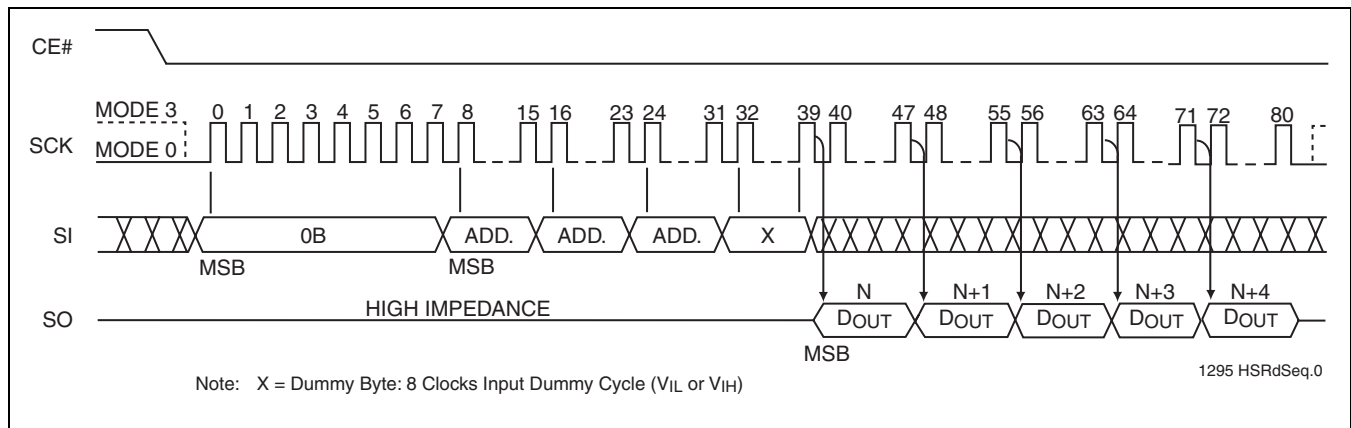 CE#
MODE 3
0 1 2 3 4 5 6 7 8 15 16 23 24 31 32 39 40 47 48 55 56 63 64 71 72 80
SCK
MODE 0
SI
0B
ADD.
ADD.
ADD.
X
MSB
MSB
N
N+1
N+2
N+3
N+4
HIGH IMPEDANCE
SO
DOUT
DOUT
DOUT
DOUT
DOUT
MSB
1295 HSRdSeq.0
Note: X = Dummy Byte: 8 Clocks Input Dummy Cycle (VIL or VIH)